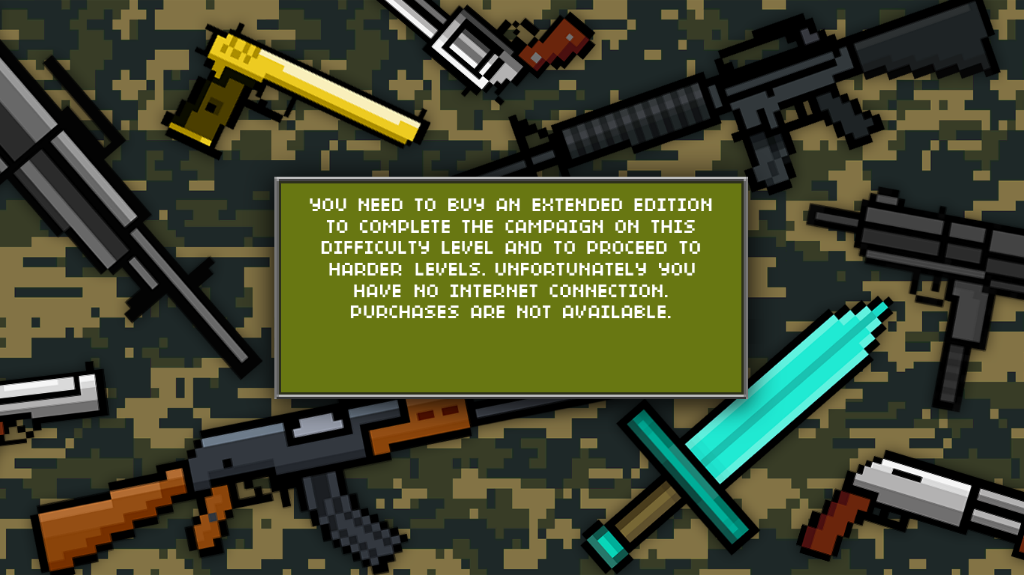 YOU NEED TO BUY AN EXTENDED EDITION
TO COMPLETE THE CAMPAIGN ON THIS
DIFFICULTY LEVEL AND TO PROCEED TO
HARDER LEVELS. UNFORTUNATELY YOU
HAVE NO INTERNET CONNECTION.
PURCHASES ARE NOT AVAILABLE.